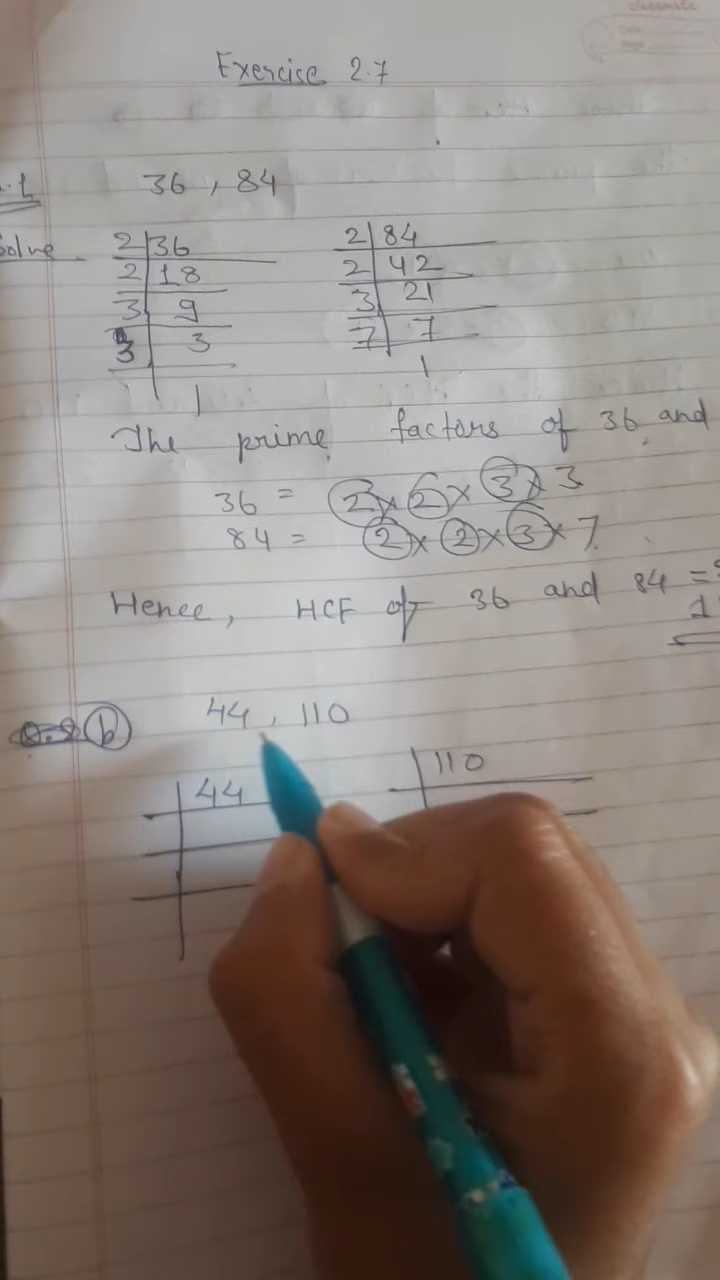 classmate
Exercise 2.7
36, 84
Solve
2 36 2 84
2 18 2 42
3 9 3 21
3 3 7 7
1 1
The prime factors of 36 and
36 = 2 x 2 x 3 x 3
84 = 2 x 2 x 3 x 7
Hence, HCF of 36 and 84 =
(b) 44, 110
44 110